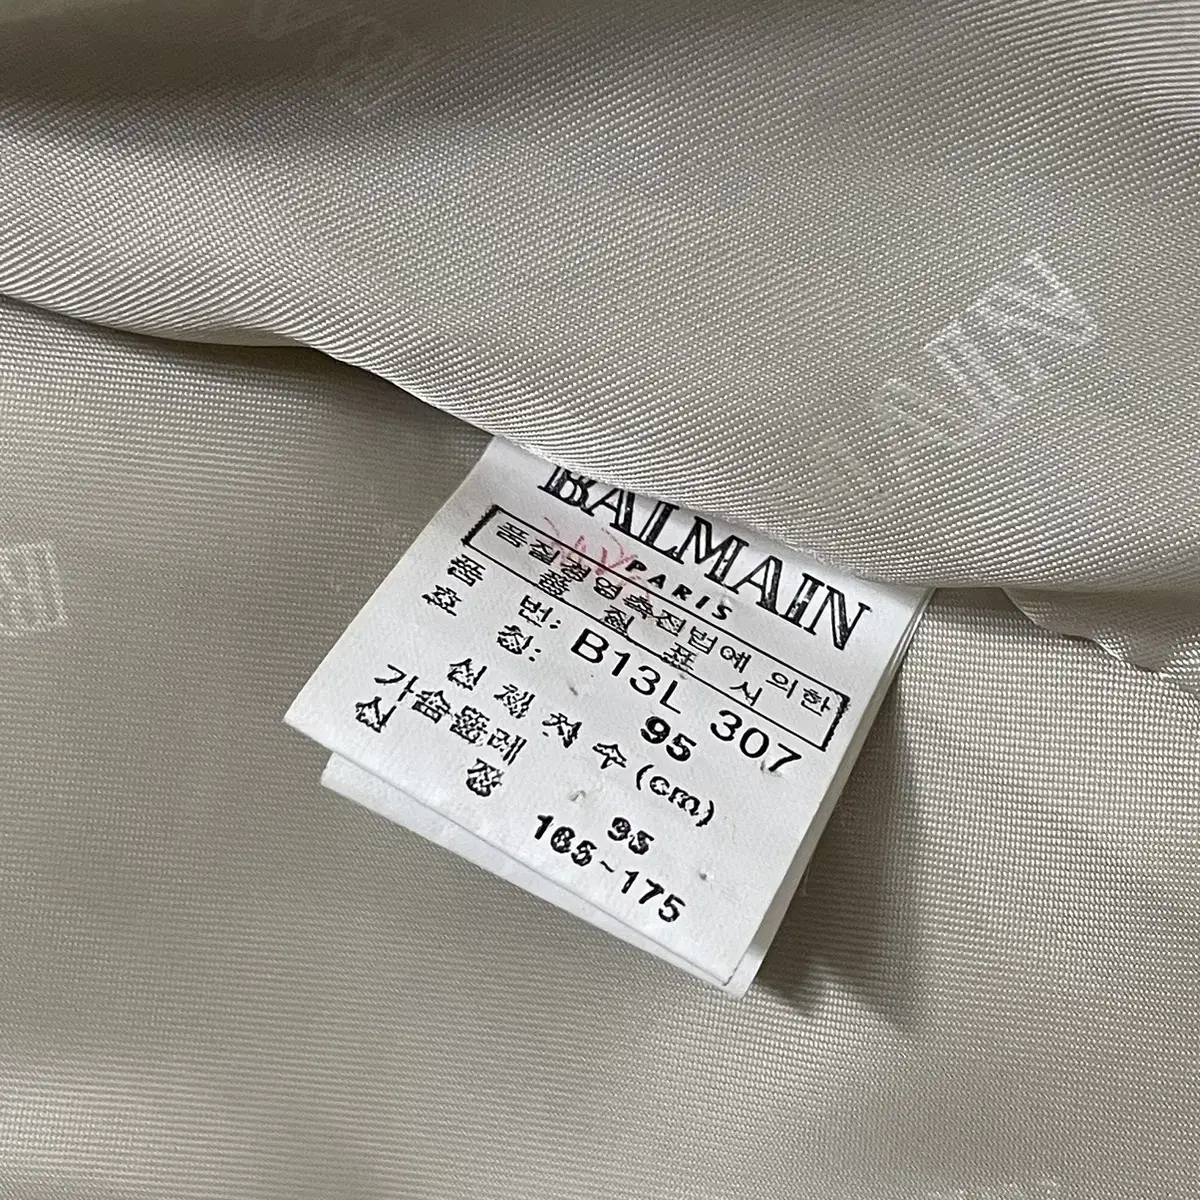 BALMAIN
PARIS
품질경영촉진법에 의한
품 질 표 서
품 번: B13L 307
호 칭: 95
신체치수(cm)
가슴둘레 95
신 장 165~175